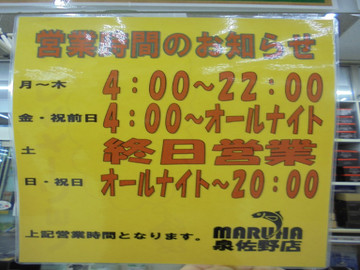 営業時間のお知らせ
月～木 4：00～22：00
金・祝前日 4：00～オールナイト
土 終日営業
日・祝日 オールナイト～20：00
上記営業時間となります。
MARUHA
泉佐野店